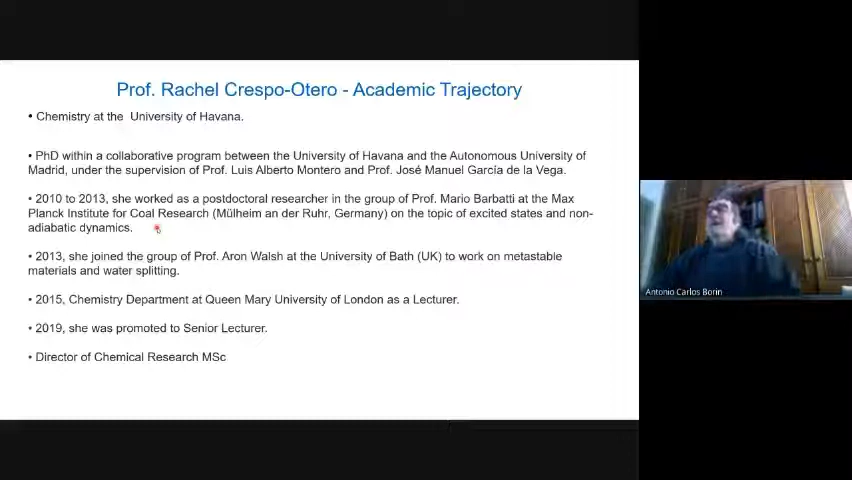 Prof. Rachel Crespo-Otero - Academic Trajectory
• Chemistry at the University of Havana.
• PhD within a collaborative program between the University of Havana and the Autonomous University of
Madrid, under the supervision of Prof. Luis Alberto Montero and Prof. José Manuel García de la Vega.
• 2010 to 2013, she worked as a postdoctoral researcher in the group of Prof. Mario Barbatti at the Max
Planck Institute for Coal Research (Mülheim an der Ruhr, Germany) on the topic of excited states and non-
adiabatic dynamics.
• 2013, she joined the group of Prof. Aron Walsh at the University of Bath (UK) to work on metastable
materials and water splitting.
• 2015, Chemistry Department at Queen Mary University of London as a Lecturer.
• 2019, she was promoted to Senior Lecturer.
• Director of Chemical Research MSc
Antonio Carlos Borin